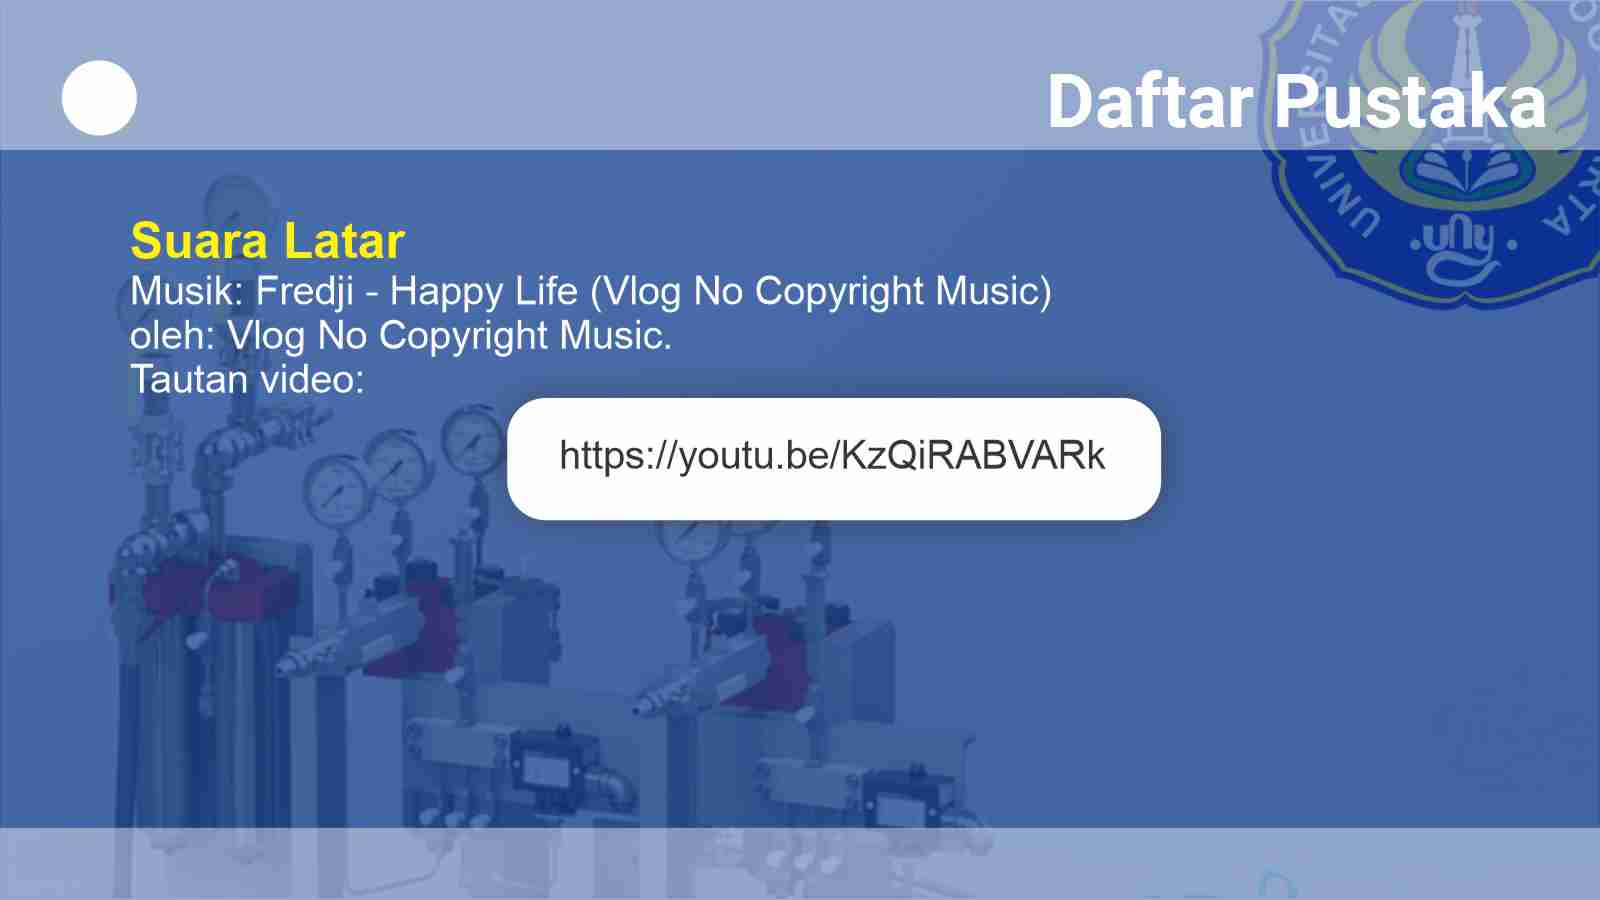 Daftar Pustaka
Suara Latar
Musik: Fredji - Happy Life (Vlog No Copyright Music)
oleh: Vlog No Copyright Music.
Tautan video:
https://youtu.be/KzQiRABVARk
UNIVERSITAS
uny